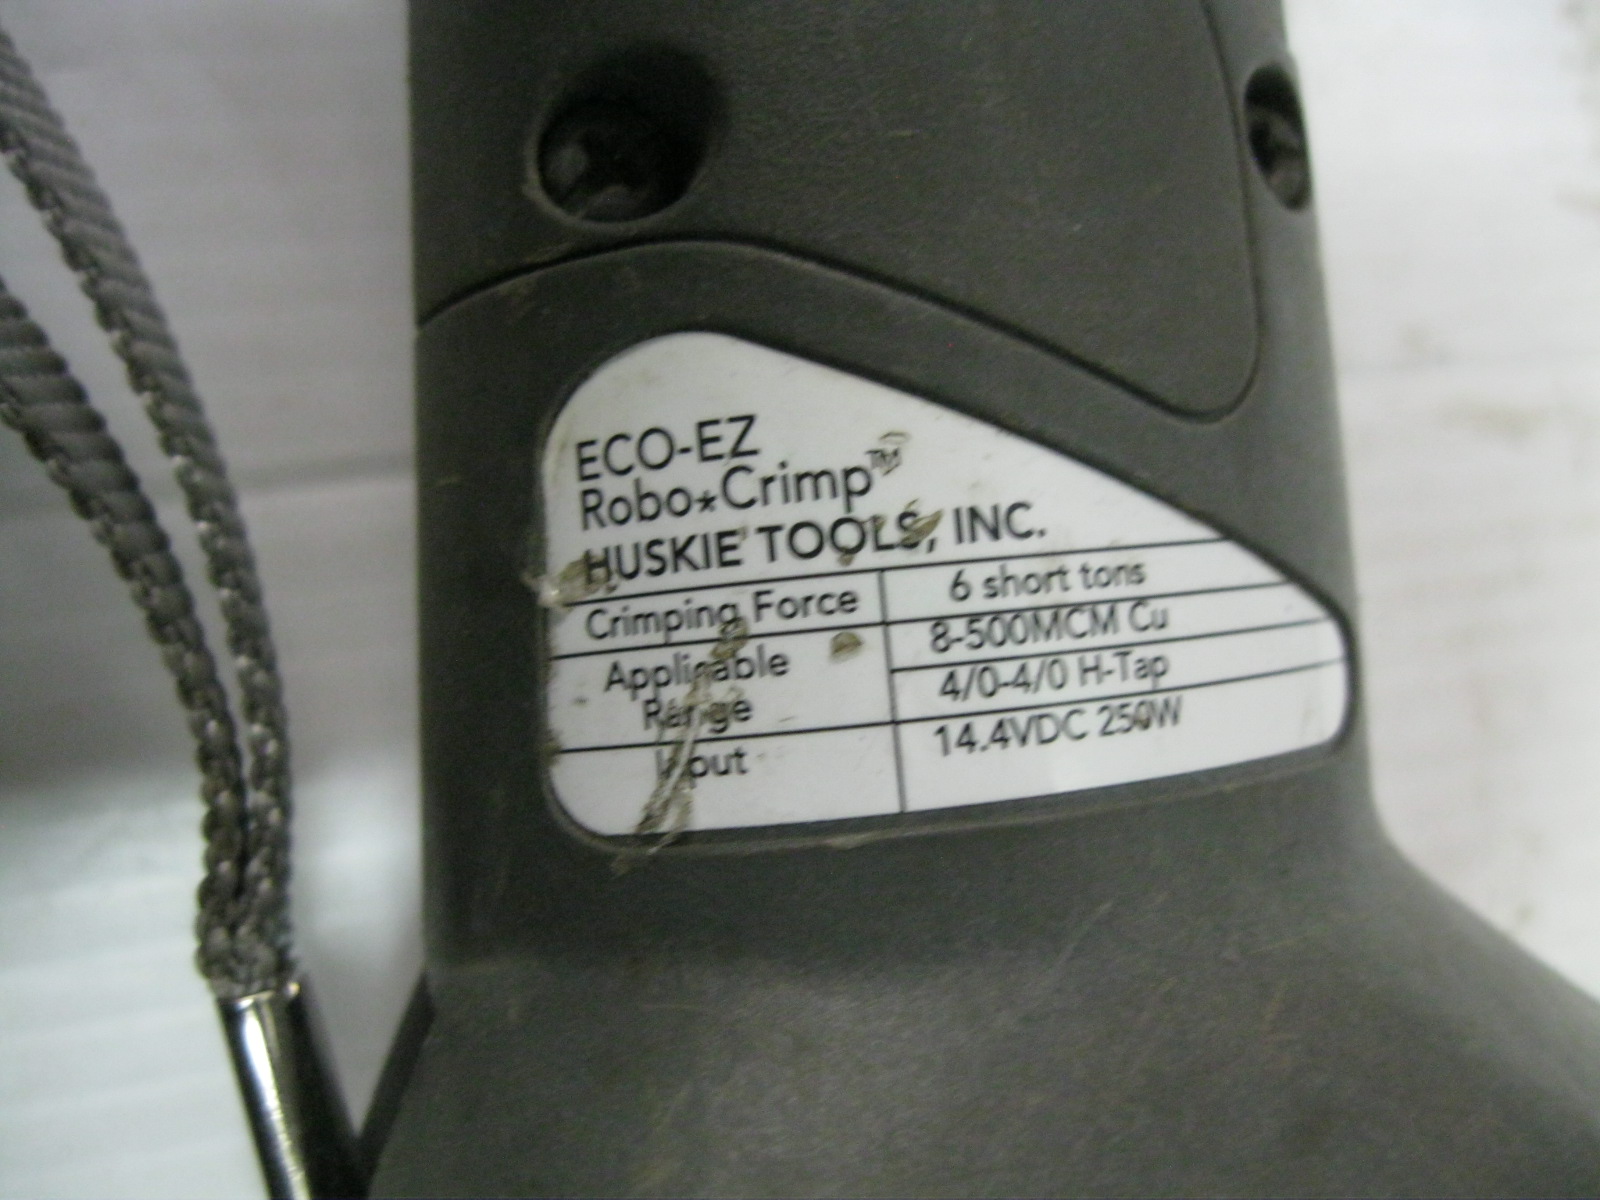 ECO-EZ
Robo★Crimp™
HUSKIE TOOLS, INC.
Crimping Force 6 short tons
Applicable Range 8-500MCM Cu
4/0-4/0 H-Tap
Input 14.4VDC 250W